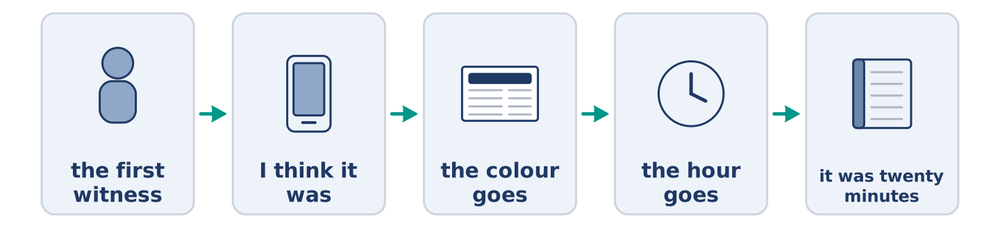 the first
witness
I think it
was
the colour
goes
the hour
goes
it was twenty
minutes